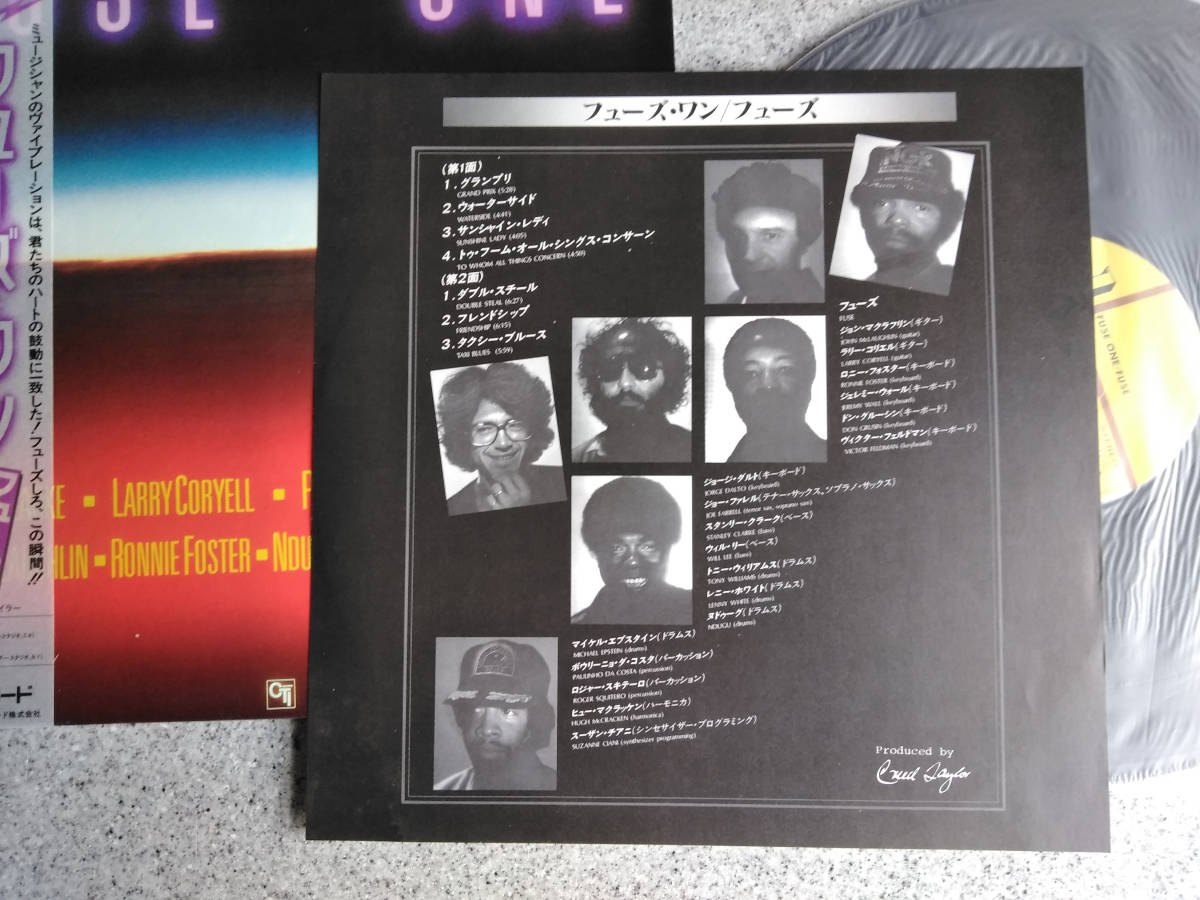 USE ONE
ミュージシャンのヴァイブレーションは、君たちのハートの鼓動に一致した!フューズしろ、この瞬間!!
KE ▪ LARRY CORYELL ▪ P
HLIN ▪ RONNIE FOSTER ▪ NDU
CTI
ード
ド株式会社
フューズ・ワン/フューズ
(第1面)
1.グランプリ
GRAND PRIX (5:28)
2.ウォーターサイド
WATERSIDE (4:41)
3.サンシャイン・レディ
SUNSHINE LADY (4:05)
4.トゥ・フーム・オール・シングス・コンサーン
TO WHOM ALL THINGS CONCERN (4:59)
(第2面)
1.ダブル・スチール
DOUBLE STEAL (6:27)
2.フレンドシップ
FRIENDSHIP (6:15)
3.タクシー・ブルース
TAXI BLUES (5:59)
NGK
フューズ
FUSE
ジョン・マクラフリン(ギター)
JOHN McLAUGHLIN (guitar)
ラリー・コリエル(ギター)
LARRY CORYELL (guitar)
ロニー・フォスター(キーボード)
RONNIE FOSTER (keyboard)
ジェレミー・ウォール(キーボード)
JEREMY WALL (keyboard)
ドン・グルーシン(キーボード)
DON GRUSIN (keyboard)
ヴィクター・フェルドマン(キーボード)
VICTOR FELDMAN (keyboard)
ジョージ・ダルト(キーボード)
JORGE DALTO (keyboard)
ジョー・ファレル(テナー・サックス、ソプラノ・サックス)
JOE FARRELL (tenor sax, soprano sax)
スタンリー・クラーク(ベース)
STANLEY CLARKE (bass)
ウィル・リー(ベース)
WILL LEE (bass)
トニー・ウィリアムス(ドラムス)
TONY WILLIAMS (drums)
レニー・ホワイト(ドラムス)
LENNY WHITE (drums)
ヌドゥーグ(ドラムス)
NDUGU (drums)
マイケル・エプスタイン(ドラムス)
MICHAEL EPSTEIN (drums)
ポウリーニョ・ダ・コスタ(パーカッション)
PAULINHO DA COSTA (percussion)
ロジャー・スキテーロ(パーカッション)
ROGER SQUITERO (percussion)
ヒュー・マクラッケン(ハーモニカ)
HUGH McCRACKEN (harmonica)
スーザン・チアニ(シンセサイザー・プログラミング)
SUZANNE CIANI (synthesizer programming)
Produced by
Creed Taylor
FUSE ONE/FUSE